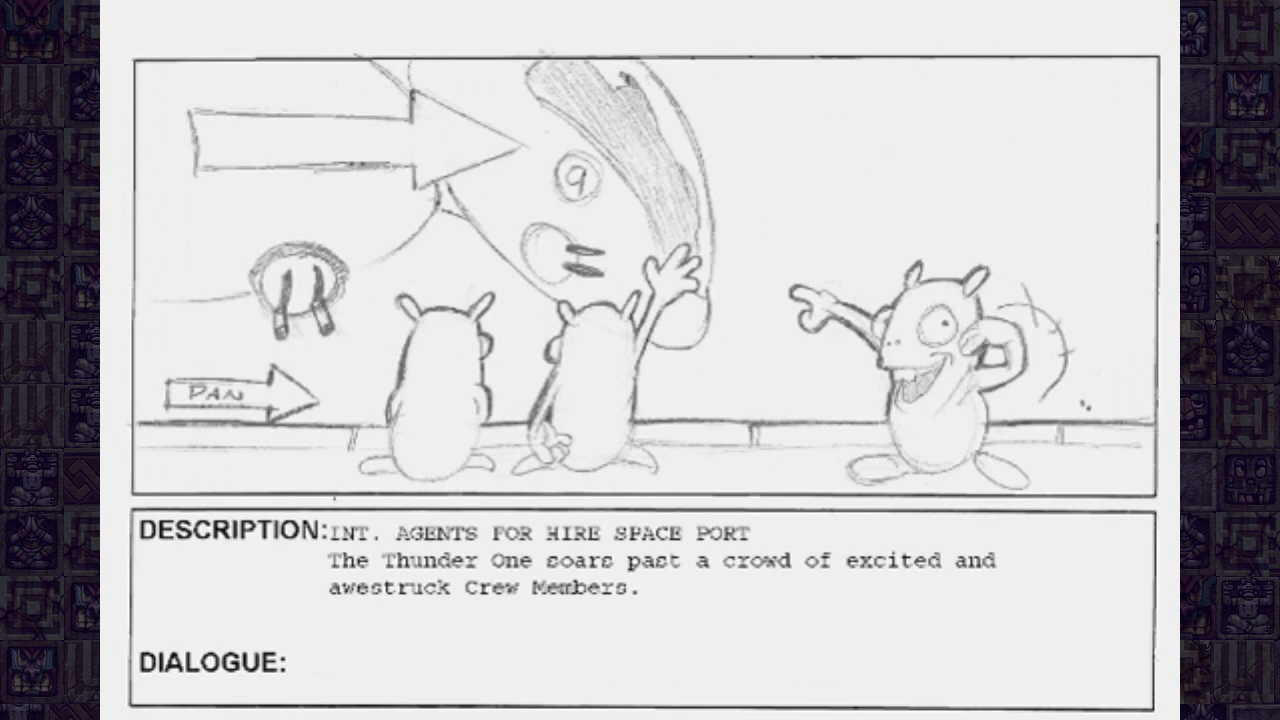 9
PAN
DESCRIPTION: INT. AGENTS FOR HIRE SPACE PORT
The Thunder One soars past a crowd of excited and
awestruck Crew Members.
DIALOGUE: